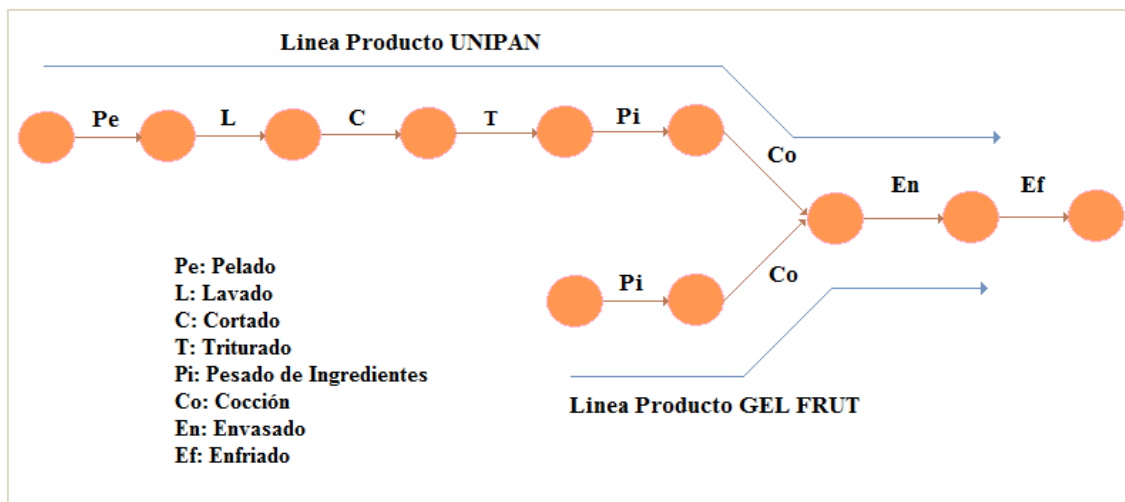 Linea Producto UNIPAN
Pe
L
C
T
Pi
Co
En
Ef
Pi
Co
Pe: Pelado
L: Lavado
C: Cortado
T: Triturado
Pi: Pesado de Ingredientes
Co: Cocción
En: Envasado
Ef: Enfriado
Linea Producto GEL FRUT